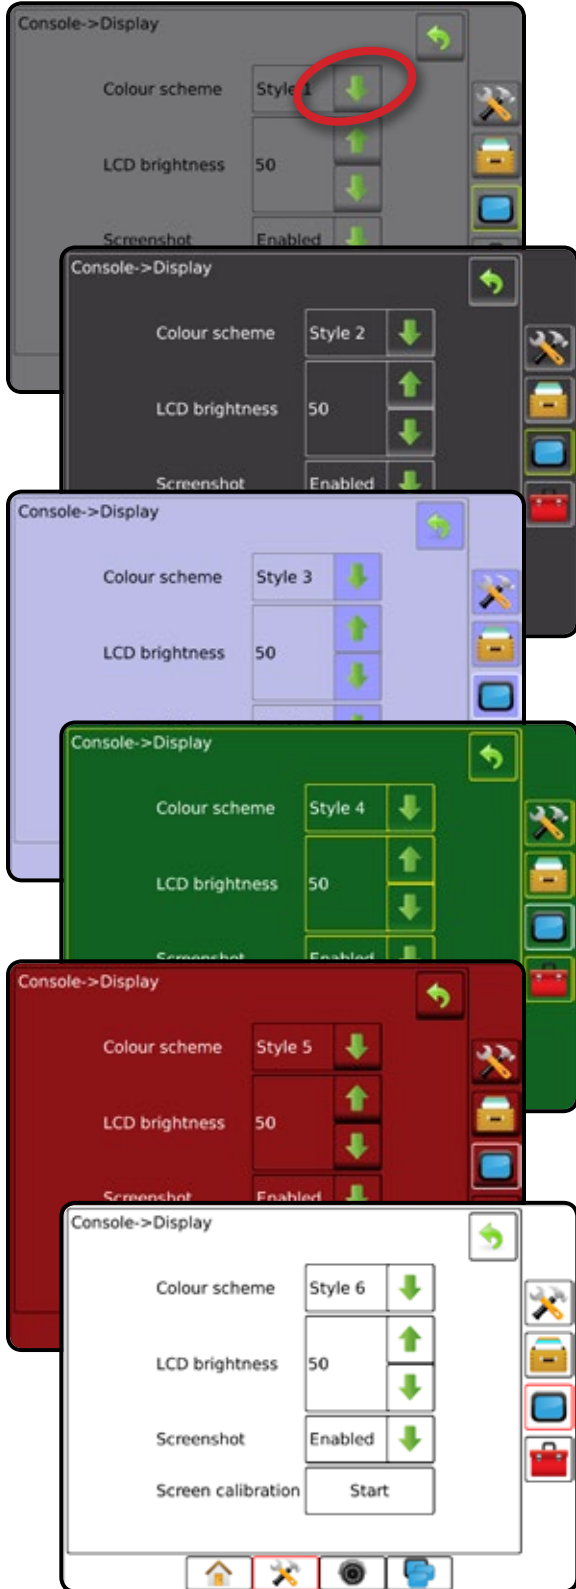 Console->Display
Colour scheme Style 1
LCD brightness 50
Screenshot Enabled
Console->Display
Colour scheme Style 2
LCD brightness 50
Screenshot Enabled
Console->Display
Colour scheme Style 3
LCD brightness 50
Console->Display
Colour scheme Style 4
LCD brightness 50
Screenshot Enabled
Console->Display
Colour scheme Style 5
LCD brightness 50
Screenshot Enabled
Console->Display
Colour scheme Style 6
LCD brightness 50
Screenshot Enabled
Screen calibration Start